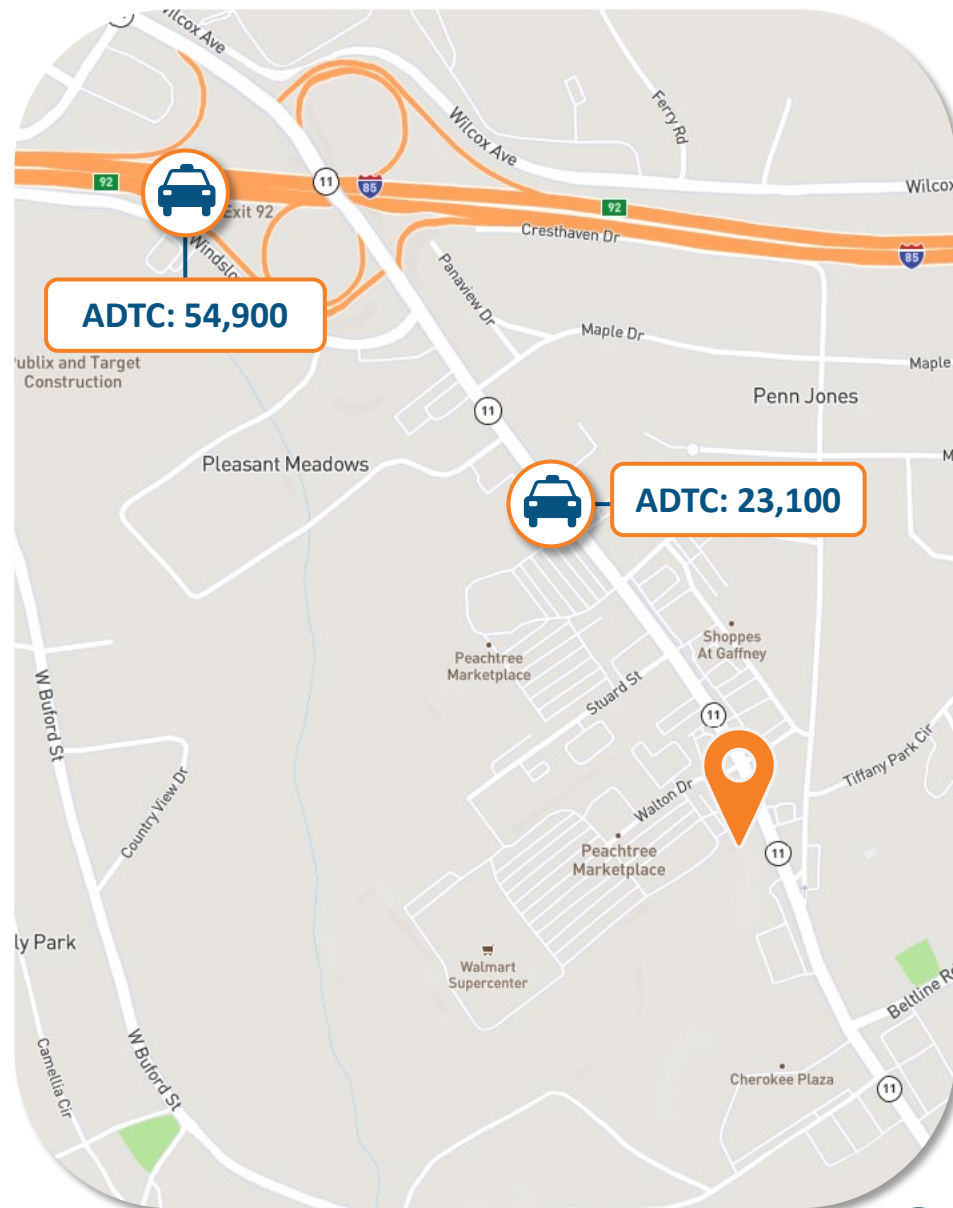 Wilcox Ave
Wilcox Ave
Ferry Rd
92
11
85
92
Exit 92
Cresthaven Dr
85
Panaview Dr
ADTC: 54,900
Maple Dr
Maple
and Target
Construction
Penn Jones
11
Pleasant Meadows
ADTC: 23,100
Shoppes
At Gaffney
Peachtree
Marketplace
Stuard St
W Buford St
11
Tiffany Park Cir
Country View Dr
Walton Dr
Peachtree
Marketplace
11
ly Park
Walmart
Supercenter
Beltline
Camellia Cir
W Buford St
Cherokee Plaza
11